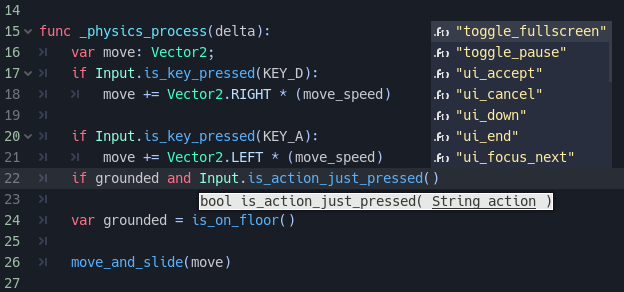 14
15 func _physics_process(delta):
16 var move: Vector2;
17 if Input.is_key_pressed(KEY_D):
18 move += Vector2.RIGHT * (move_speed)
19
20 if Input.is_key_pressed(KEY_A):
21 move += Vector2.LEFT * (move_speed)
22 if grounded and Input.is_action_just_pressed()
23
24 var grounded = is_on_floor()
25
26 move_and_slide(move)
27
"toggle_fullscreen"
"toggle_pause"
"ui_accept"
"ui_cancel"
"ui_down"
"ui_end"
"ui_focus_next"
bool is_action_just_pressed( String action )